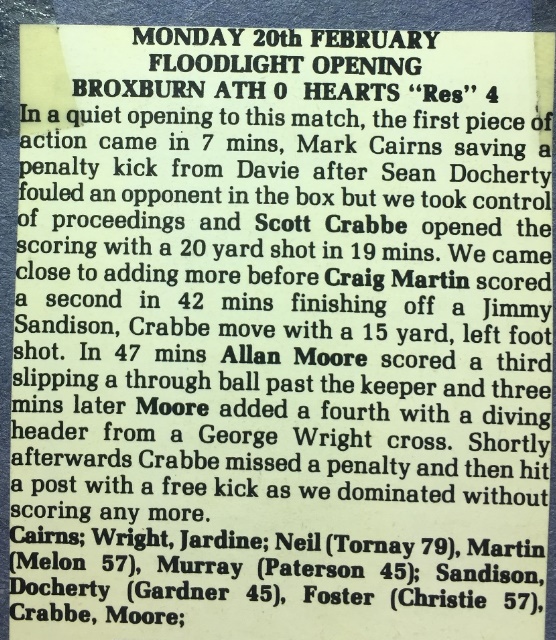 MONDAY 20th FEBRUARY
FLOODLIGHT OPENING
BROXBURN ATH 0 HEARTS "Res" 4
In a quiet opening to this match, the first piece of
action came in 7 mins, Mark Cairns saving a
penalty kick from Davie after Sean Docherty
fouled an opponent in the box but we took control
of proceedings and Scott Crabbe opened the
scoring with a 20 yard shot in 19 mins. We came
close to adding more before Craig Martin scored
a second in 42 mins finishing off a Jimmy
Sandison, Crabbe move with a 15 yard, left foot
shot. In 47 mins Allan Moore scored a third
slipping a through ball past the keeper and three
mins later Moore added a fourth with a diving
header from a George Wright cross. Shortly
afterwards Crabbe missed a penalty and then hit
a post with a free kick as we dominated without
scoring any more.
Cairns; Wright, Jardine; Neil (Tornay 79), Martin
(Melon 57), Murray (Paterson 45); Sandison,
Docherty (Gardner 45), Foster (Christie 57),
Crabbe, Moore;